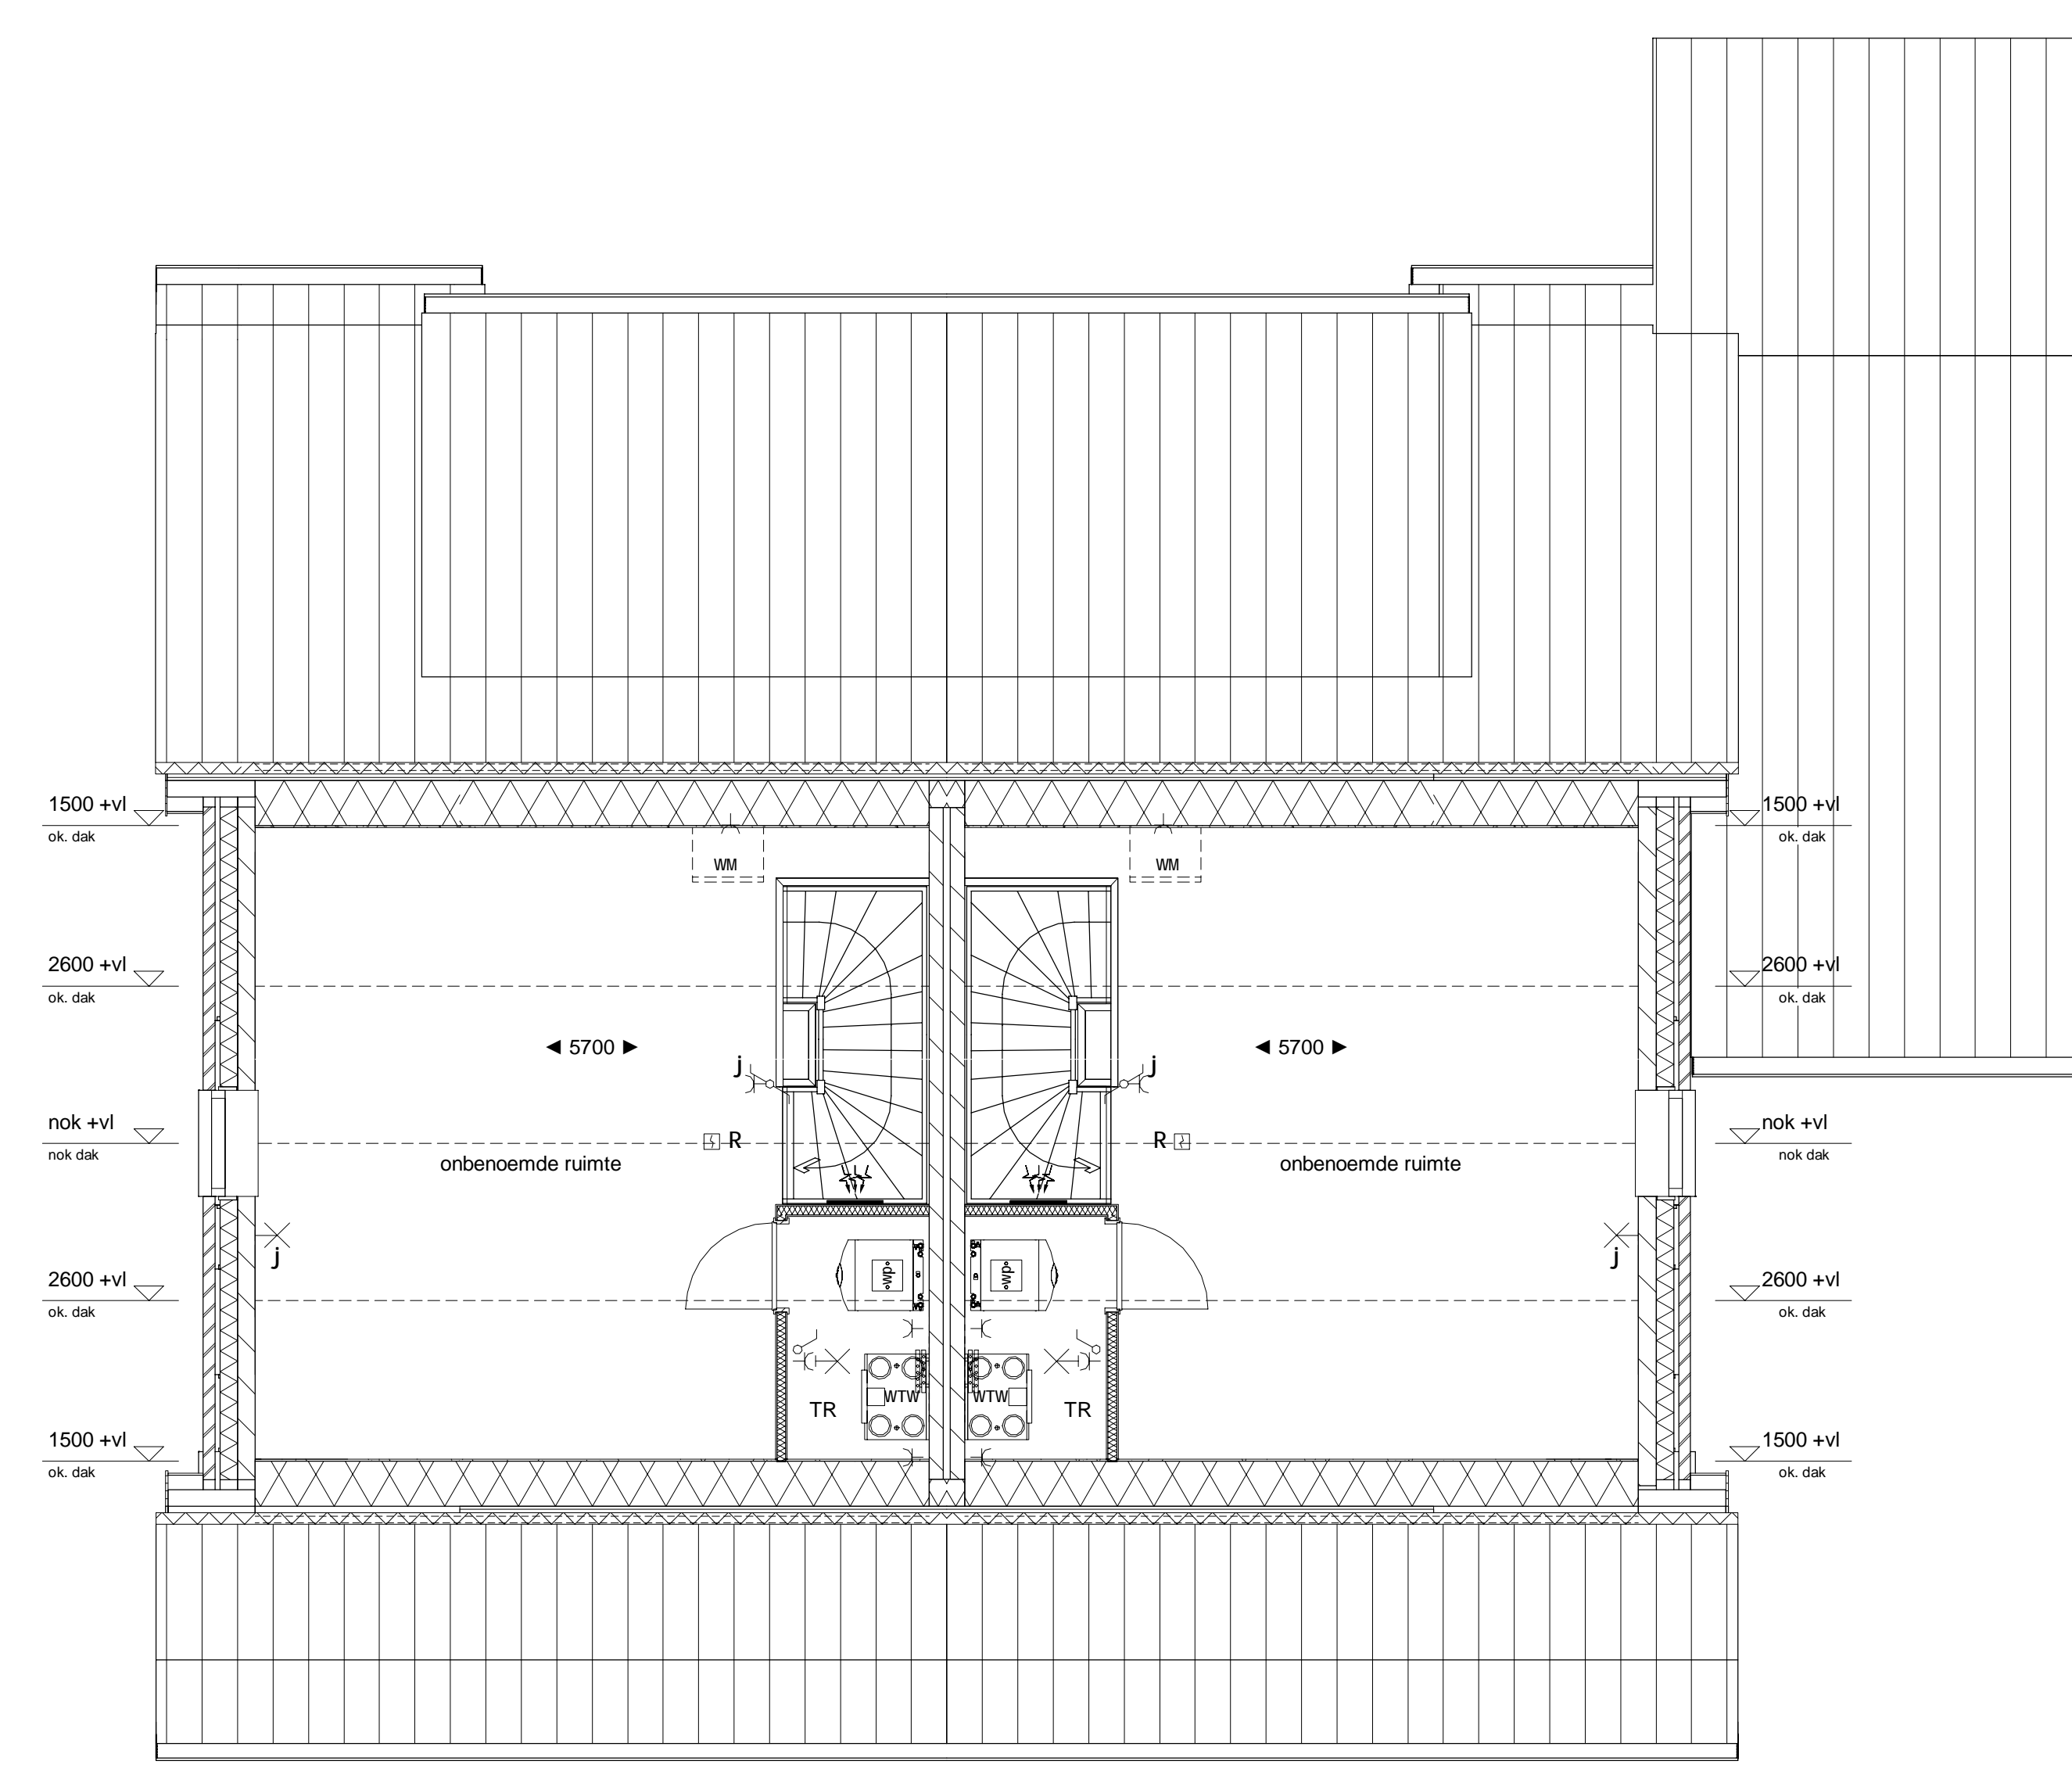 1500 +vl
ok. dak
1500 +vl
ok. dak
WM
WM
2600 +vl
ok. dak
2600 +vl
ok. dak
◄ 5700 ►
◄ 5700 ►
j
j
nok +vl
nok dak
R
R
nok +vl
nok dak
onbenoemde ruimte
onbenoemde ruimte
j
j
wp
wp
2600 +vl
ok. dak
2600 +vl
ok. dak
WTW
WTW
TR
TR
1500 +vl
ok. dak
1500 +vl
ok. dak